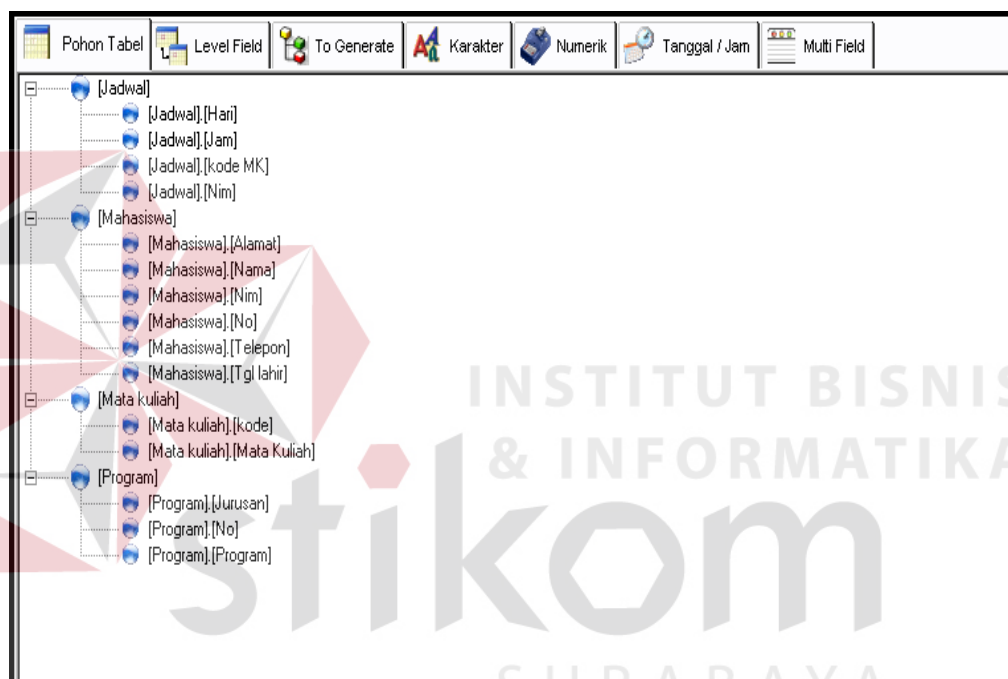 Pohon Tabel
Level Field
To Generate
Karakter
Numerik
Tanggal / Jam
Multi Field
[Jadwal]
[Jadwal].[Hari]
[Jadwal].[Jam]
[Jadwal].[kode MK]
[Jadwal].[Nim]
[Mahasiswa]
[Mahasiswa].[Alamat]
[Mahasiswa].[Nama]
[Mahasiswa].[Nim]
[Mahasiswa].[No]
[Mahasiswa].[Telepon]
[Mahasiswa].[Tgl lahir]
[Mata kuliah]
[Mata kuliah].[kode]
[Mata kuliah].[Mata Kuliah]
[Program]
[Program].[Jurusan]
[Program].[No]
[Program].[Program]
INSTITUT BISNIS
& INFORMATIKA
stikom
SURABAYA